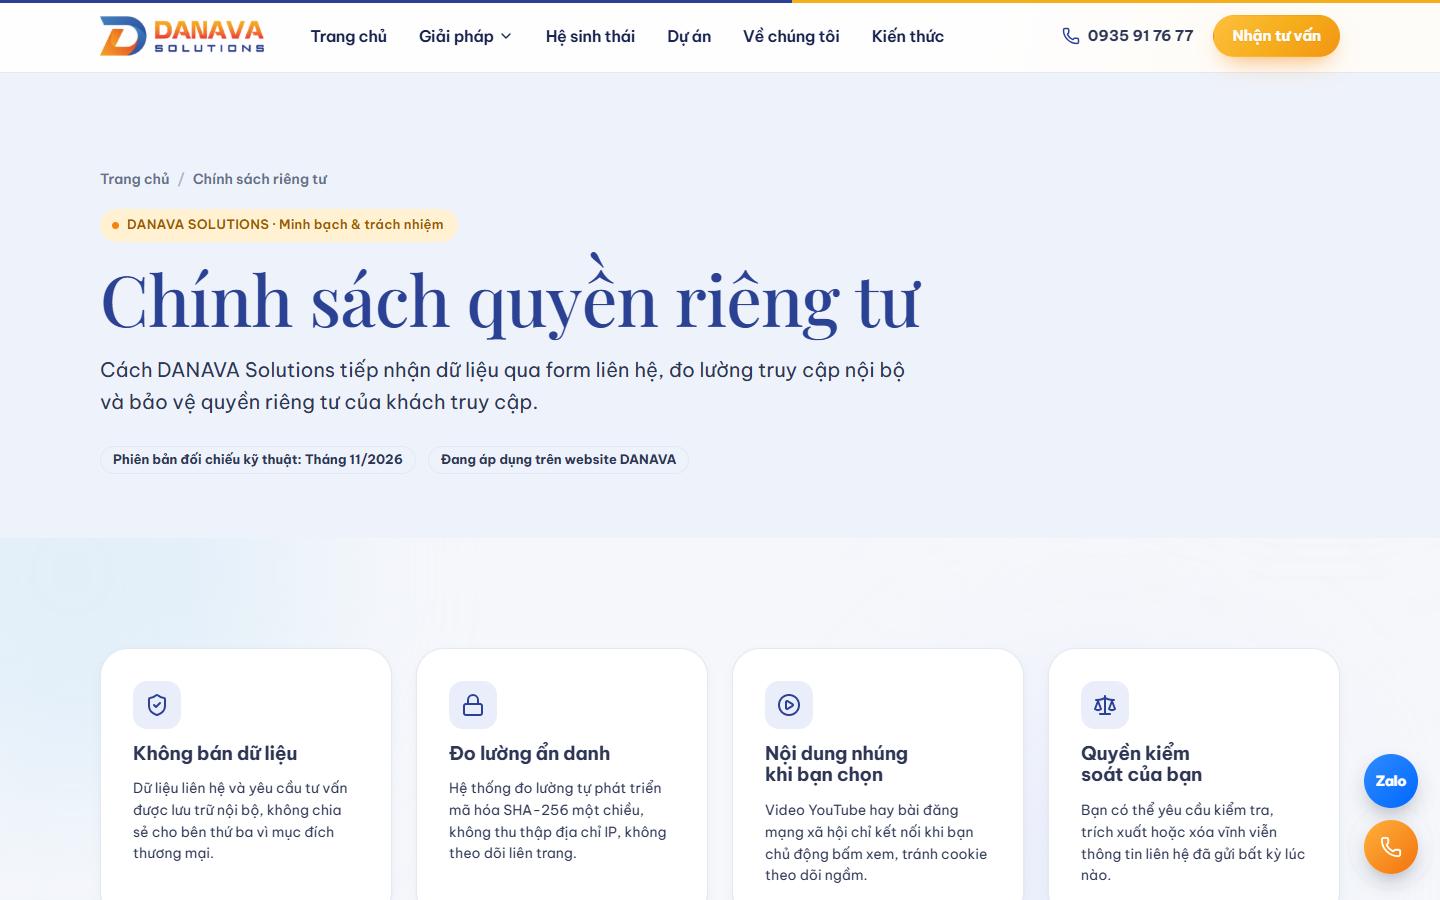 DANAVA
SOLUTIONS
Trang chủ
Giải pháp
Hệ sinh thái
Dự án
Về chúng tôi
Kiến thức
0935 91 76 77
Nhận tư vấn
Trang chủ / Chính sách riêng tư
DANAVA SOLUTIONS · Minh bạch & trách nhiệm
Chính sách quyền riêng tư
Cách DANAVA Solutions tiếp nhận dữ liệu qua form liên hệ, đo lường truy cập nội bộ
và bảo vệ quyền riêng tư của khách truy cập.
Phiên bản đối chiếu kỹ thuật: Tháng 11/2026
Đang áp dụng trên website DANAVA
Không bán dữ liệu
Dữ liệu liên hệ và yêu cầu tư vấn
được lưu trữ nội bộ, không chia
sẻ cho bên thứ ba vì mục đích
thương mại.
Đo lường ẩn danh
Hệ thống đo lường tự phát triển
mã hóa SHA-256 một chiều,
không thu thập địa chỉ IP, không
theo dõi liên trang.
Nội dung nhúng
khi bạn chọn
Video YouTube hay bài đăng
mạng xã hội chỉ kết nối khi bạn
chủ động bấm xem, tránh cookie
theo dõi ngầm.
Quyền kiểm
soát của bạn
Bạn có thể yêu cầu kiểm tra,
trích xuất hoặc xóa vĩnh viễn
thông tin liên hệ đã gửi bất kỳ lúc
nào.
Zalo